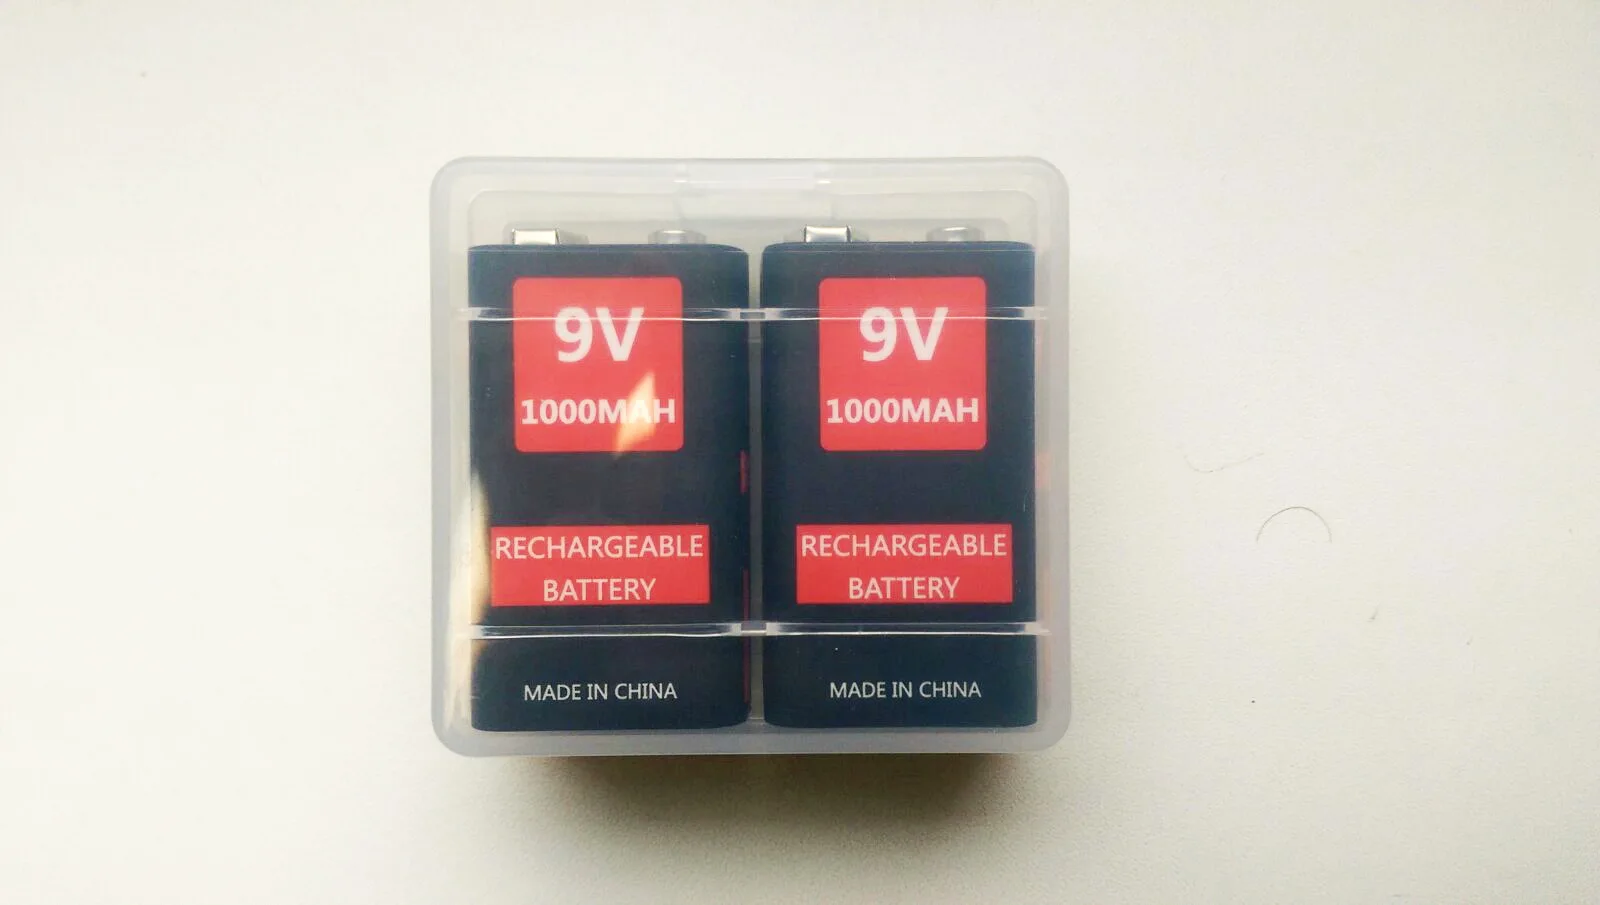 9V
1000MAH
RECHARGEABLE
BATTERY
MADE IN CHINA
9V
1000MAH
RECHARGEABLE
BATTERY
MADE IN CHINA